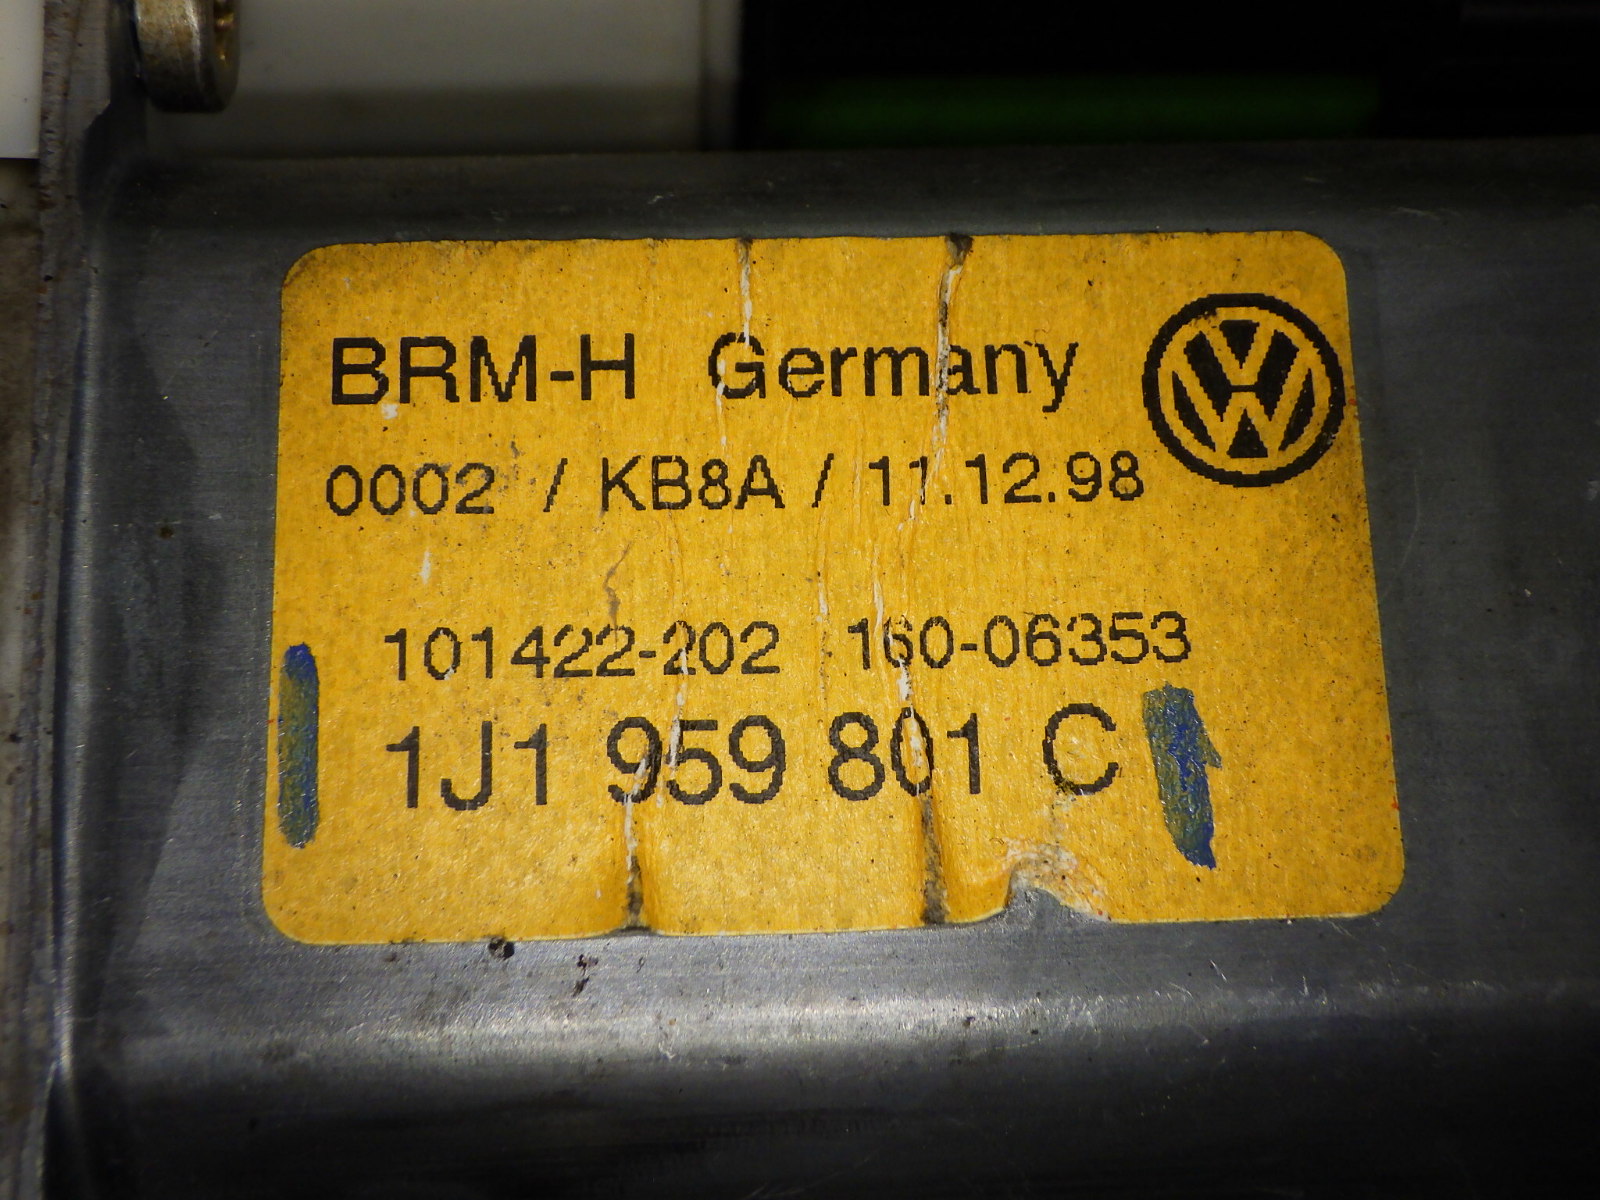 BRM-H Germany
0002 / KB8A / 11.12.98
101422-202 160-06353
1J1 959 801 C